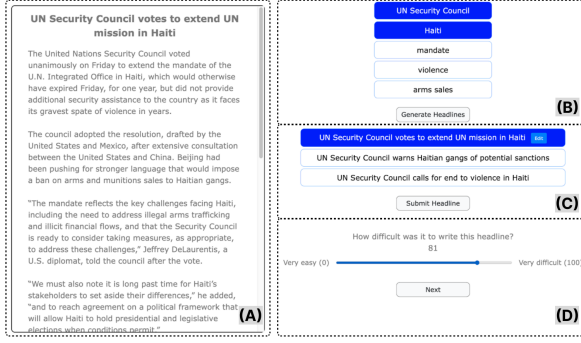 UN Security Council votes to extend UN
mission in Haiti
The United Nations Security Council voted
unanimously on Friday to extend the mandate of the
U.N. Integrated Office in Haiti, which would otherwise
have expired Friday, for one year, but did not provide
additional security assistance to the country as it faces
its gravest spate of violence in years.
The council adopted the resolution, drafted by the
United States and Mexico, after extensive consultation
between the United States and China. Beijing had
been pushing for stronger language that would impose
a ban on arms and munitions sales to Haitian gangs.
“The mandate reflects the key challenges facing Haiti,
including the need to address illegal arms trafficking
and illicit financial flows, and that the Security Council
is ready to consider taking measures, as appropriate,
to address these challenges,” Jeffrey DeLaurentis, a
U.S. diplomat, told the council after the vote.
“We must also note it is long past time for Haiti’s
stakeholders to set aside their differences,” he added,
“and to reach agreement on a political framework that
will allow Haiti to hold presidential and legislative
elections when conditions permit.”
(A)
UN Security Council
Haiti
mandate
violence
arms sales
Generate Headlines
(B)
UN Security Council votes to extend UN mission in Haiti Edit
UN Security Council warns Haitian gangs of potential sanctions
UN Security Council calls for end to violence in Haiti
Submit Headline
(C)
How difficult was it to write this headline?
81
Very easy (0) Very difficult (100)
Next
(D)